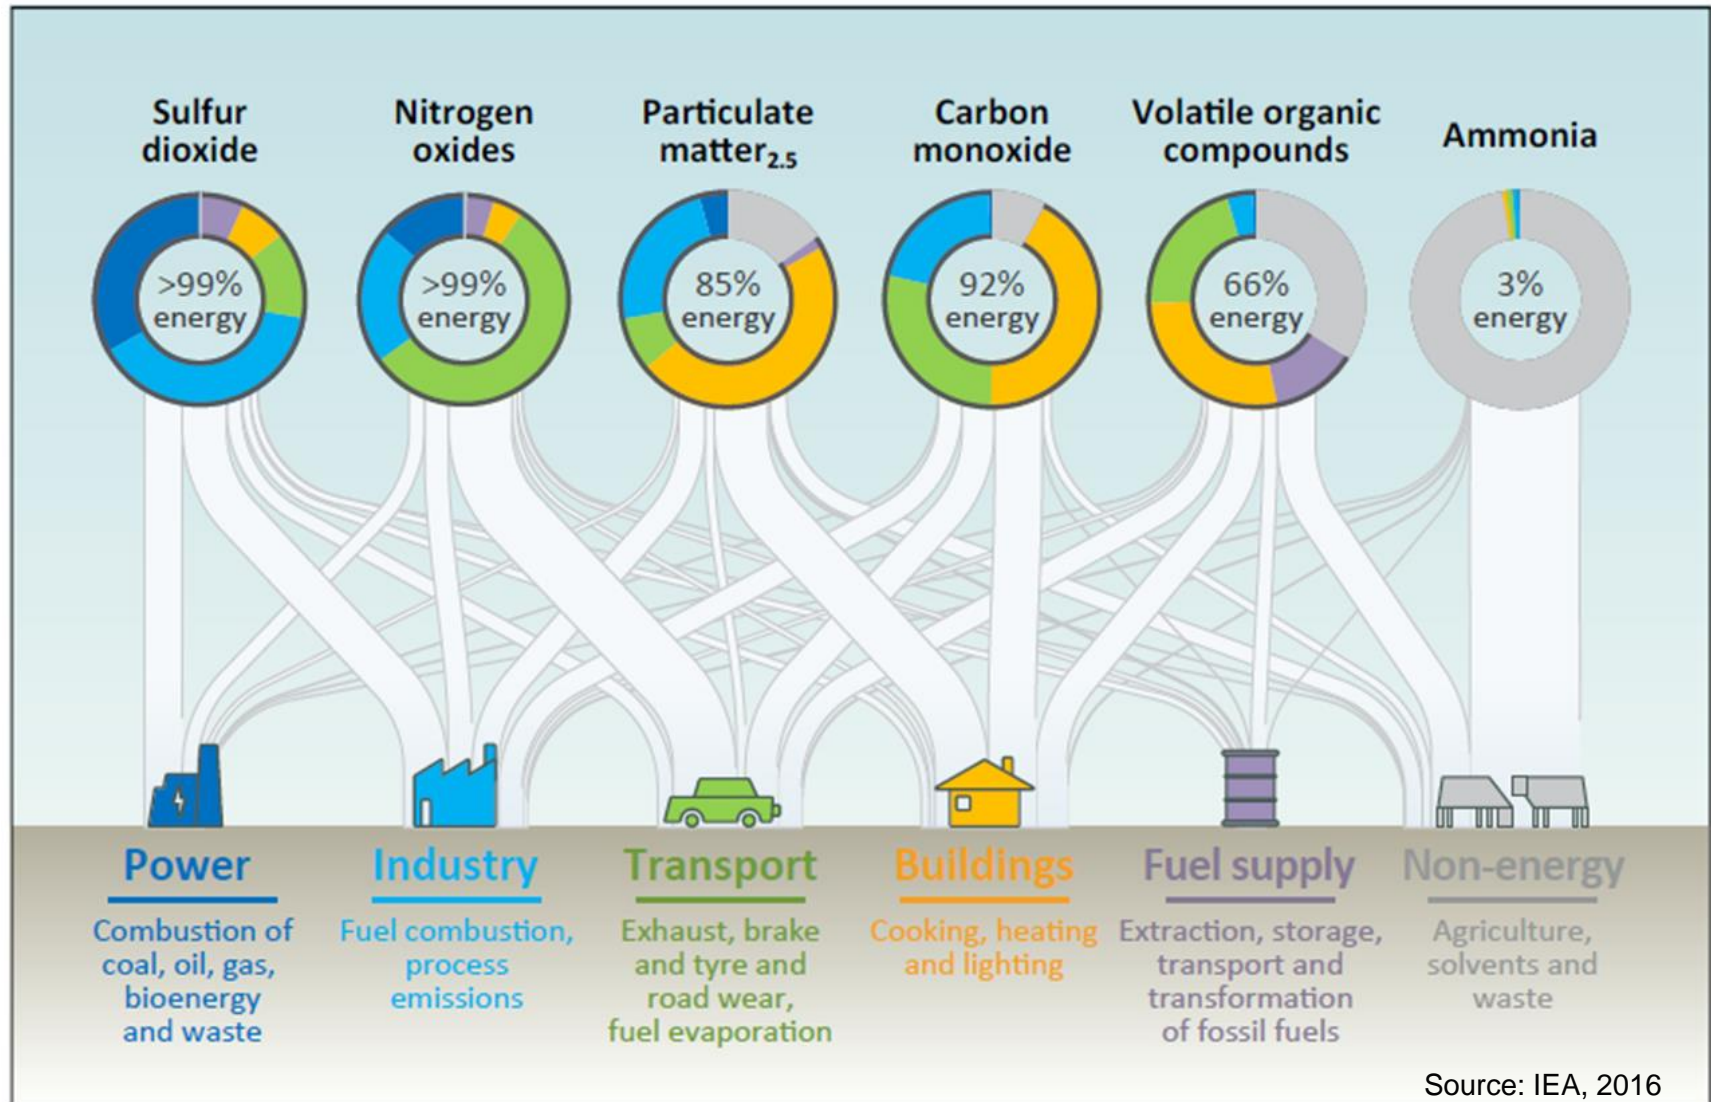 Sulfur
dioxide
Nitrogen
oxides
Particulate
matter₂.₅
Carbon
monoxide
Volatile organic
compounds
Ammonia
>99%
energy
>99%
energy
85%
energy
92%
energy
66%
energy
3%
energy
Power
Combustion of
coal, oil, gas,
bioenergy
and waste
Industry
Fuel combustion,
process
emissions
Transport
Exhaust, brake
and tyre and
road wear,
fuel evaporation
Buildings
Cooking, heating
and lighting
Fuel supply
Extraction, storage,
transport and
transformation
of fossil fuels
Non-energy
Agriculture,
solvents and
waste
Source: IEA, 2016